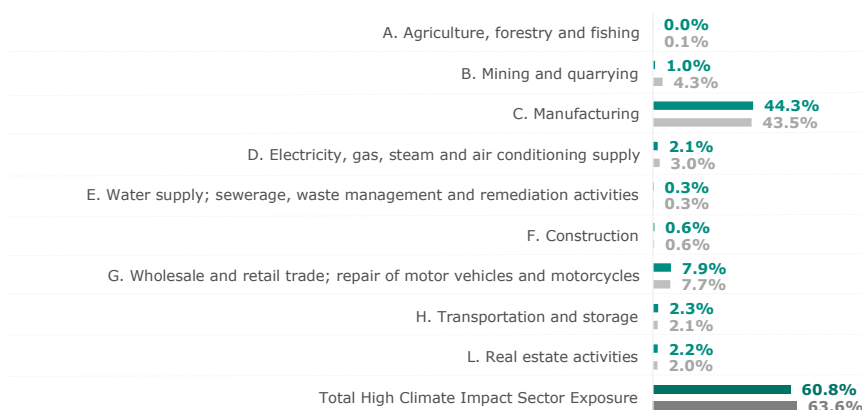 A. Agriculture, forestry and fishing
0.0%
0.1%
B. Mining and quarrying
1.0%
4.3%
C. Manufacturing
44.3%
43.5%
D. Electricity, gas, steam and air conditioning supply
2.1%
3.0%
E. Water supply; sewerage, waste management and remediation activities
0.3%
0.3%
F. Construction
0.6%
0.6%
G. Wholesale and retail trade; repair of motor vehicles and motorcycles
7.9%
7.7%
H. Transportation and storage
2.3%
2.1%
L. Real estate activities
2.2%
2.0%
Total High Climate Impact Sector Exposure
60.8%
63.6%